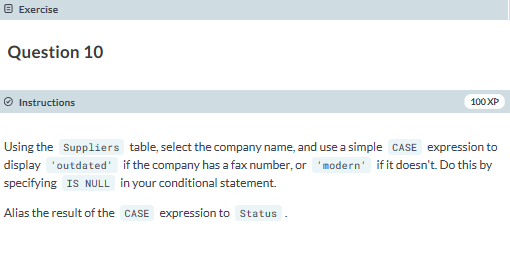 Exercise
Question 10
Instructions
100 XP
Using the Suppliers table, select the company name, and use a simple CASE expression to
display 'outdated' if the company has a fax number, or 'modern' if it doesn't. Do this by
specifying IS NULL in your conditional statement.
Alias the result of the CASE expression to Status .